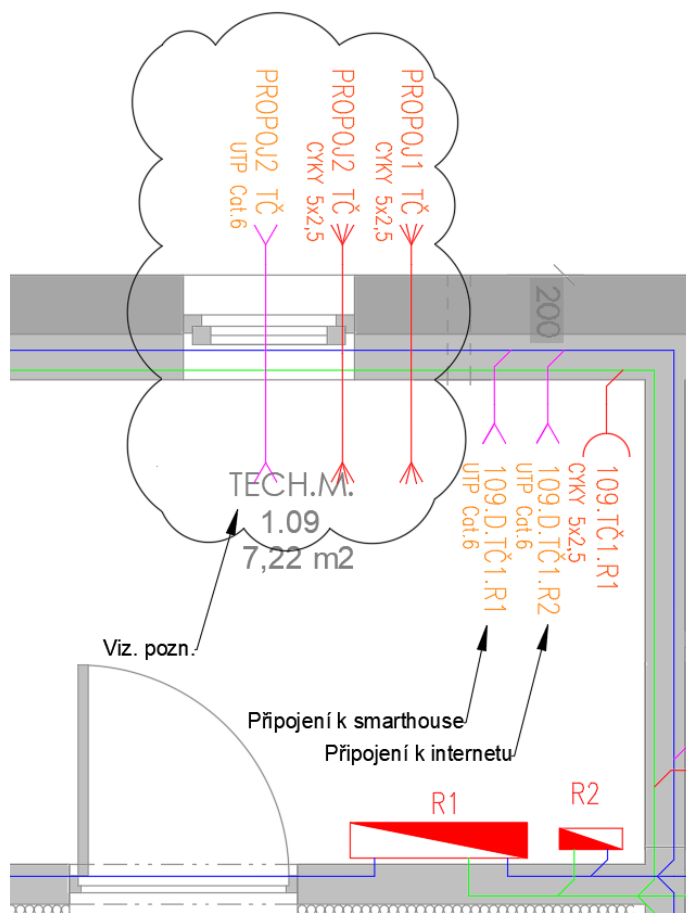 PROPOJ2 TČ
UTP Cat.6
PROPOJ2 TČ
CYKY 5x2,5
PROPOJ1 TČ
CYKY 5x2,5
200
TECH.M.
1.09
7,22 m2
109.D.TČ1.R1
UTP Cat.6
109.D.TČ1.R2
UTP Cat.6
109.TČ1.R1
CYKY 5x2,5
Viz. pozn.
Připojení k smarthouse
Připojení k internetu
R1
R2